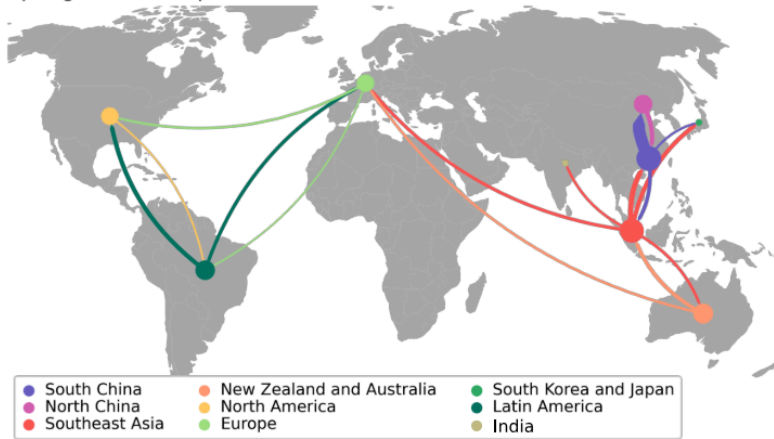 South China
North China
Southeast Asia
New Zealand and Australia
North America
Europe
South Korea and Japan
Latin America
India